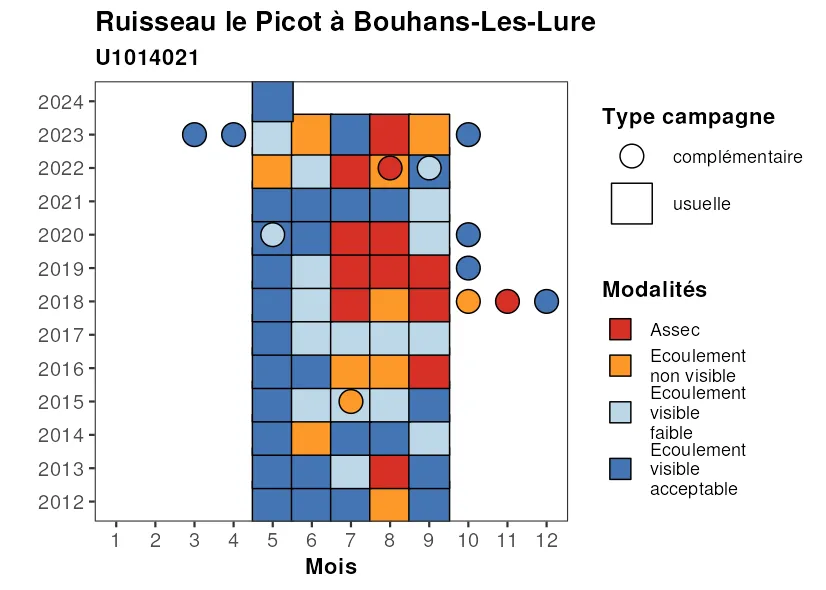 Ruisseau le Picot à Bouhans-Les-Lure
U1014021
2024
2023
2022
2021
2020
2019
2018
2017
2016
2015
2014
2013
2012
1 2 3 4 5 6 7 8 9 10 11 12
Mois
Type campagne
complémentaire
usuelle
Modalités
Assec
Ecoulement
non visible
Ecoulement
visible
faible
Ecoulement
visible
acceptable